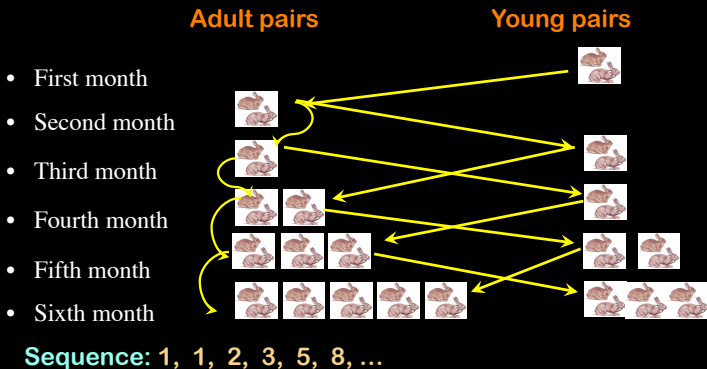 Adult pairs Young pairs
• First month
• Second month
• Third month
• Fourth month
• Fifth month
• Sixth month
Sequence: 1, 1, 2, 3, 5, 8, ...